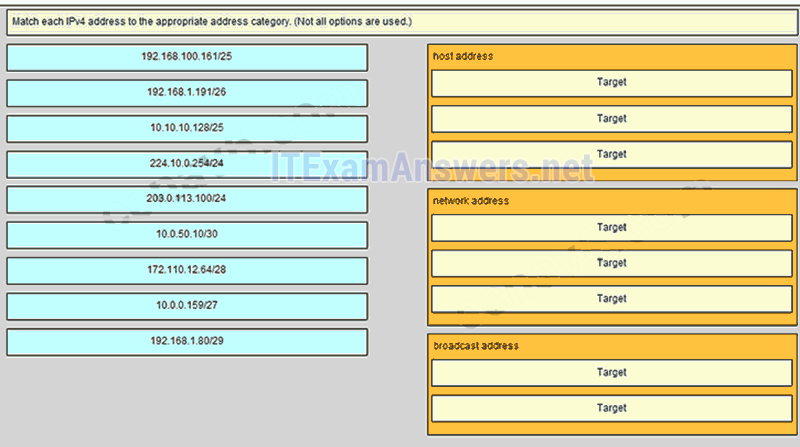 Match each IPv4 address to the appropriate address category. (Not all options are used.)
192.168.100.161/25
192.168.1.191/26
10.10.10.128/25
224.10.0.254/24
203.0.113.100/24
10.0.50.10/30
172.110.12.64/28
10.0.0.159/27
192.168.1.80/29
host address
Target
Target
Target
network address
Target
Target
Target
broadcast address
Target
Target
ITExamAnswers.net